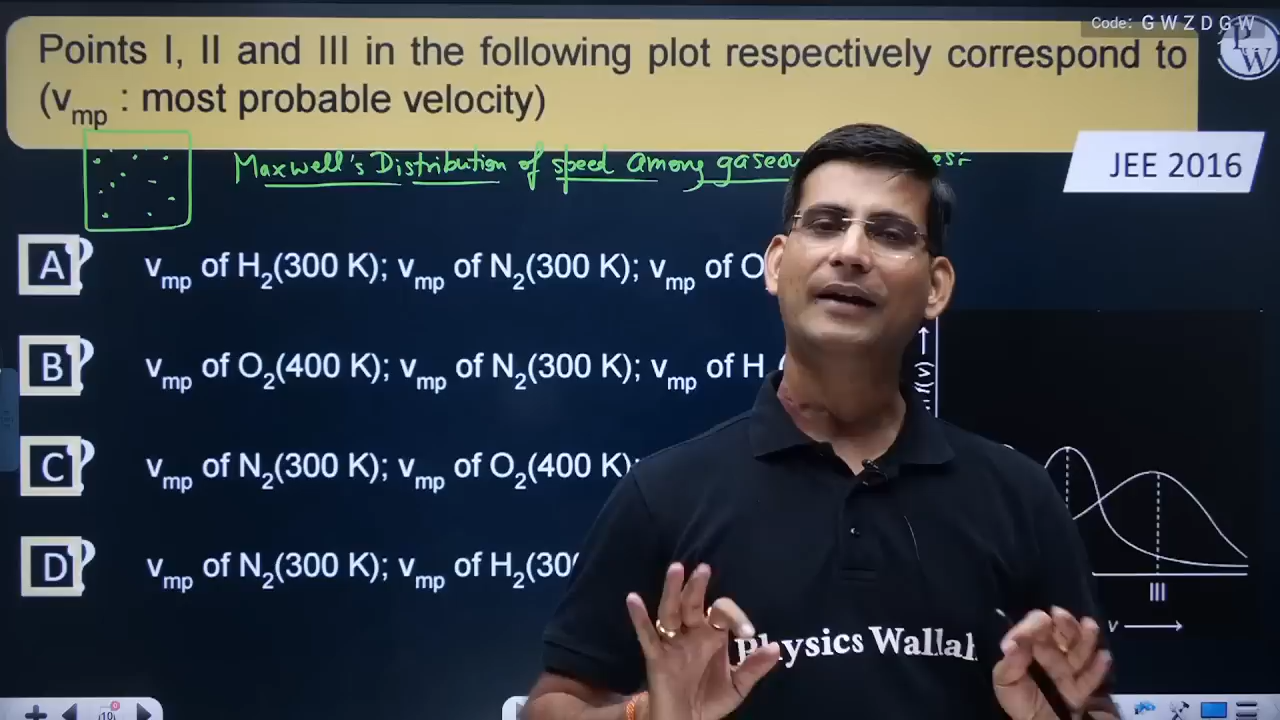 Code: G W Z D G W
Points I, II and III in the following plot respectively correspond to
(vmp : most probable velocity)
PW
Maxwell's Distribution of speed Among
JEE 2016
A? vmp of H2(300 K); vmp of N2(300 K); vmp of O
B? vmp of O2(400 K); vmp of N2(300 K); vmp of H
C? vmp of N2(300 K); vmp of O2(400 K);
D? vmp of N2(300 K); vmp of H2(30
f(v)
III
v
Physics Wallah